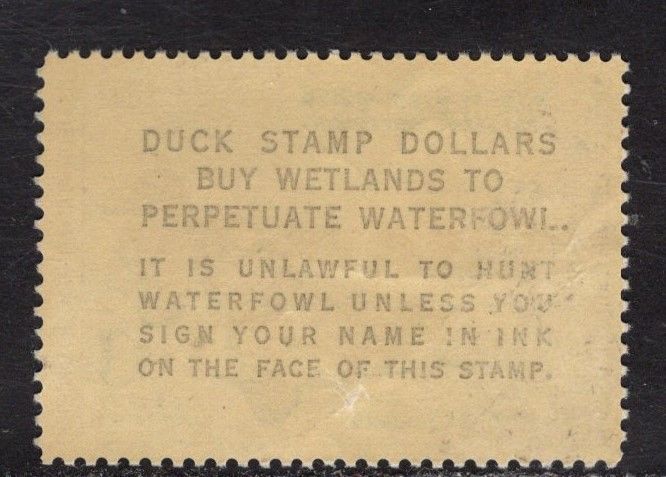 DUCK STAMP DOLLARS
BUY WETLANDS TO
PERPETUATE WATERFOWL.
IT IS UNLAWFUL TO HUNT
WATERFOWL UNLESS YOU
SIGN YOUR NAME IN INK
ON THE FACE OF THIS STAMP.